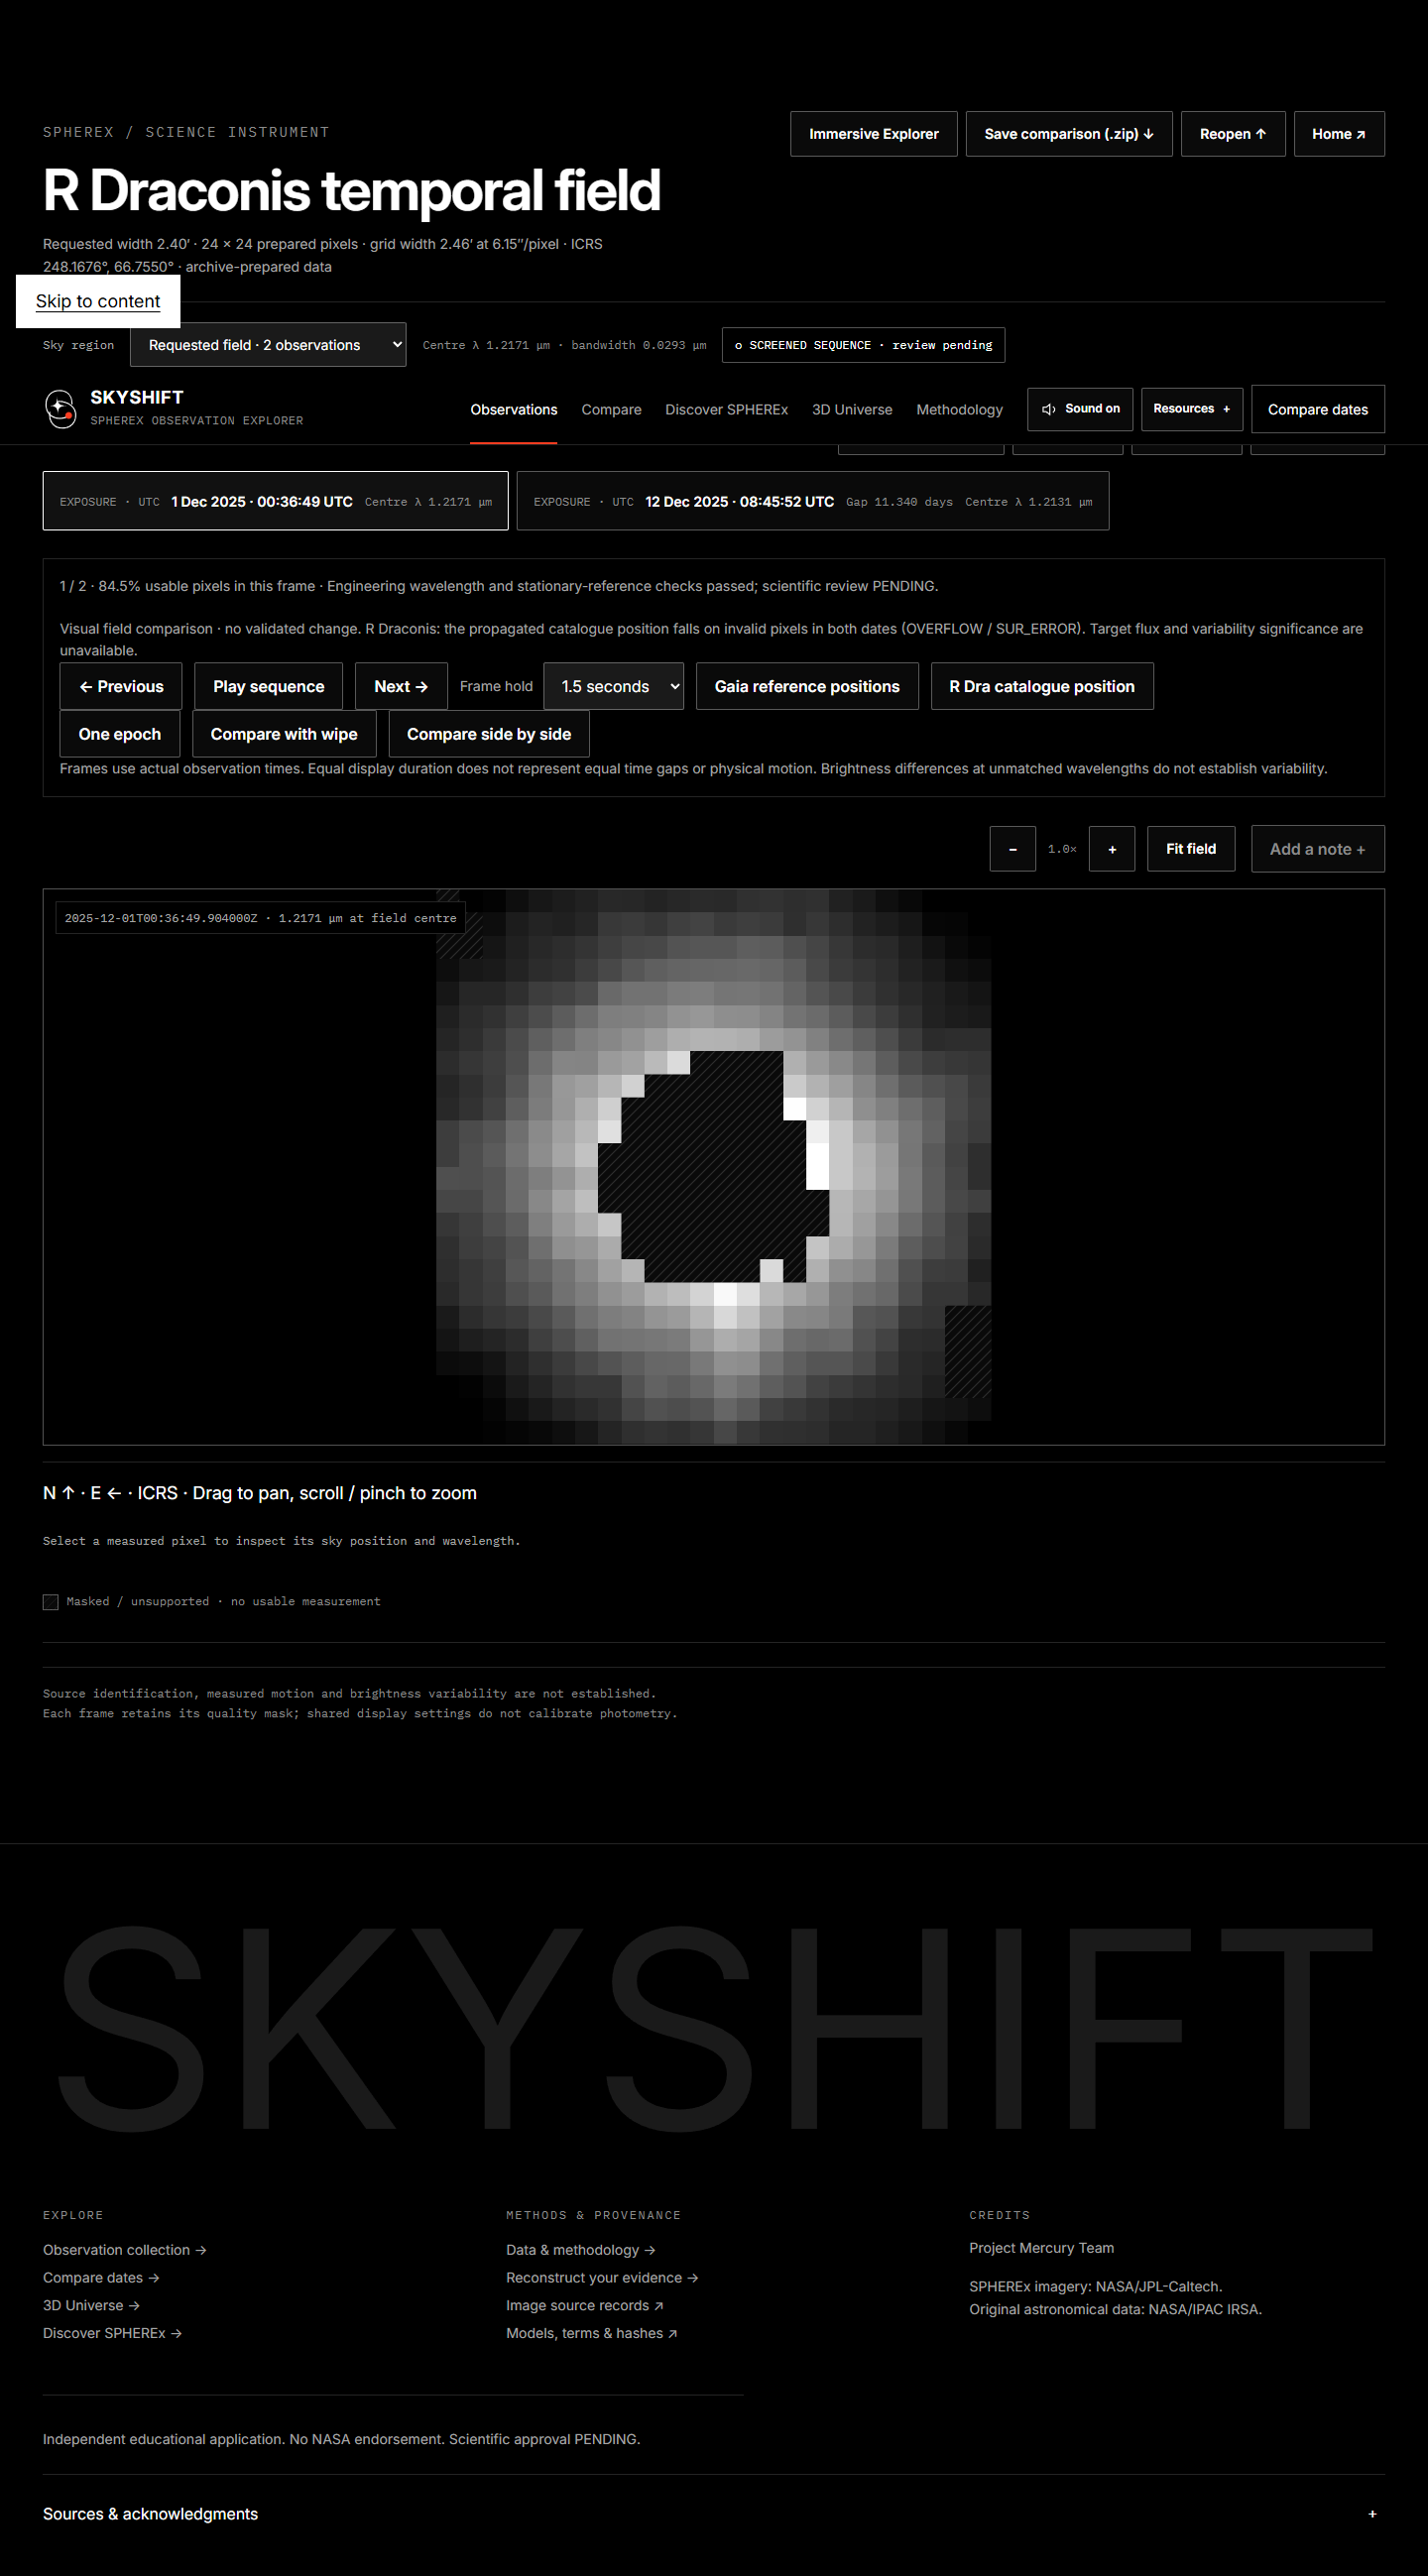 SPHEREX / SCIENCE INSTRUMENT
Immersive Explorer
Save comparison (.zip) ↓
Reopen ↑
Home ↗
R Draconis temporal field
Requested width 2.40′ · 24 × 24 prepared pixels · grid width 2.46′ at 6.15″/pixel · ICRS
248.1676°, 66.7550° · archive-prepared data
Skip to content
Sky region
Requested field · 2 observations
Centre λ 1.2171 µm · bandwidth 0.0293 µm
o SCREENED SEQUENCE · review pending
SKYSHIFT
SPHEREX OBSERVATION EXPLORER
Observations
Compare
Discover SPHEREx
3D Universe
Methodology
Sound on
Resources +
Compare dates
EXPOSURE · UTC 1 Dec 2025 · 00:36:49 UTC Centre λ 1.2171 µm
EXPOSURE · UTC 12 Dec 2025 · 08:45:52 UTC Gap 11.340 days Centre λ 1.2131 µm
1 / 2 · 84.5% usable pixels in this frame · Engineering wavelength and stationary-reference checks passed; scientific review PENDING.
Visual field comparison · no validated change. R Draconis: the propagated catalogue position falls on invalid pixels in both dates (OVERFLOW / SUR_ERROR). Target flux and variability significance are
unavailable.
← Previous
Play sequence
Next →
Frame hold
1.5 seconds
Gaia reference positions
R Dra catalogue position
One epoch
Compare with wipe
Compare side by side
Frames use actual observation times. Equal display duration does not represent equal time gaps or physical motion. Brightness differences at unmatched wavelengths do not establish variability.
−
1.0×
+
Fit field
Add a note +
2025-12-01T00:36:49.904000Z · 1.2171 µm at field centre
N ↑ · E ← · ICRS · Drag to pan, scroll / pinch to zoom
Select a measured pixel to inspect its sky position and wavelength.
Masked / unsupported · no usable measurement
Source identification, measured motion and brightness variability are not established.
Each frame retains its quality mask; shared display settings do not calibrate photometry.
SKYSHIFT
EXPLORE
Observation collection →
Compare dates →
3D Universe →
Discover SPHEREx →
METHODS & PROVENANCE
Data & methodology →
Reconstruct your evidence →
Image source records ↗
Models, terms & hashes ↗
CREDITS
Project Mercury Team
SPHEREx imagery: NASA/JPL-Caltech.
Original astronomical data: NASA/IPAC IRSA.
Independent educational application. No NASA endorsement. Scientific approval PENDING.
Sources & acknowledgments
+